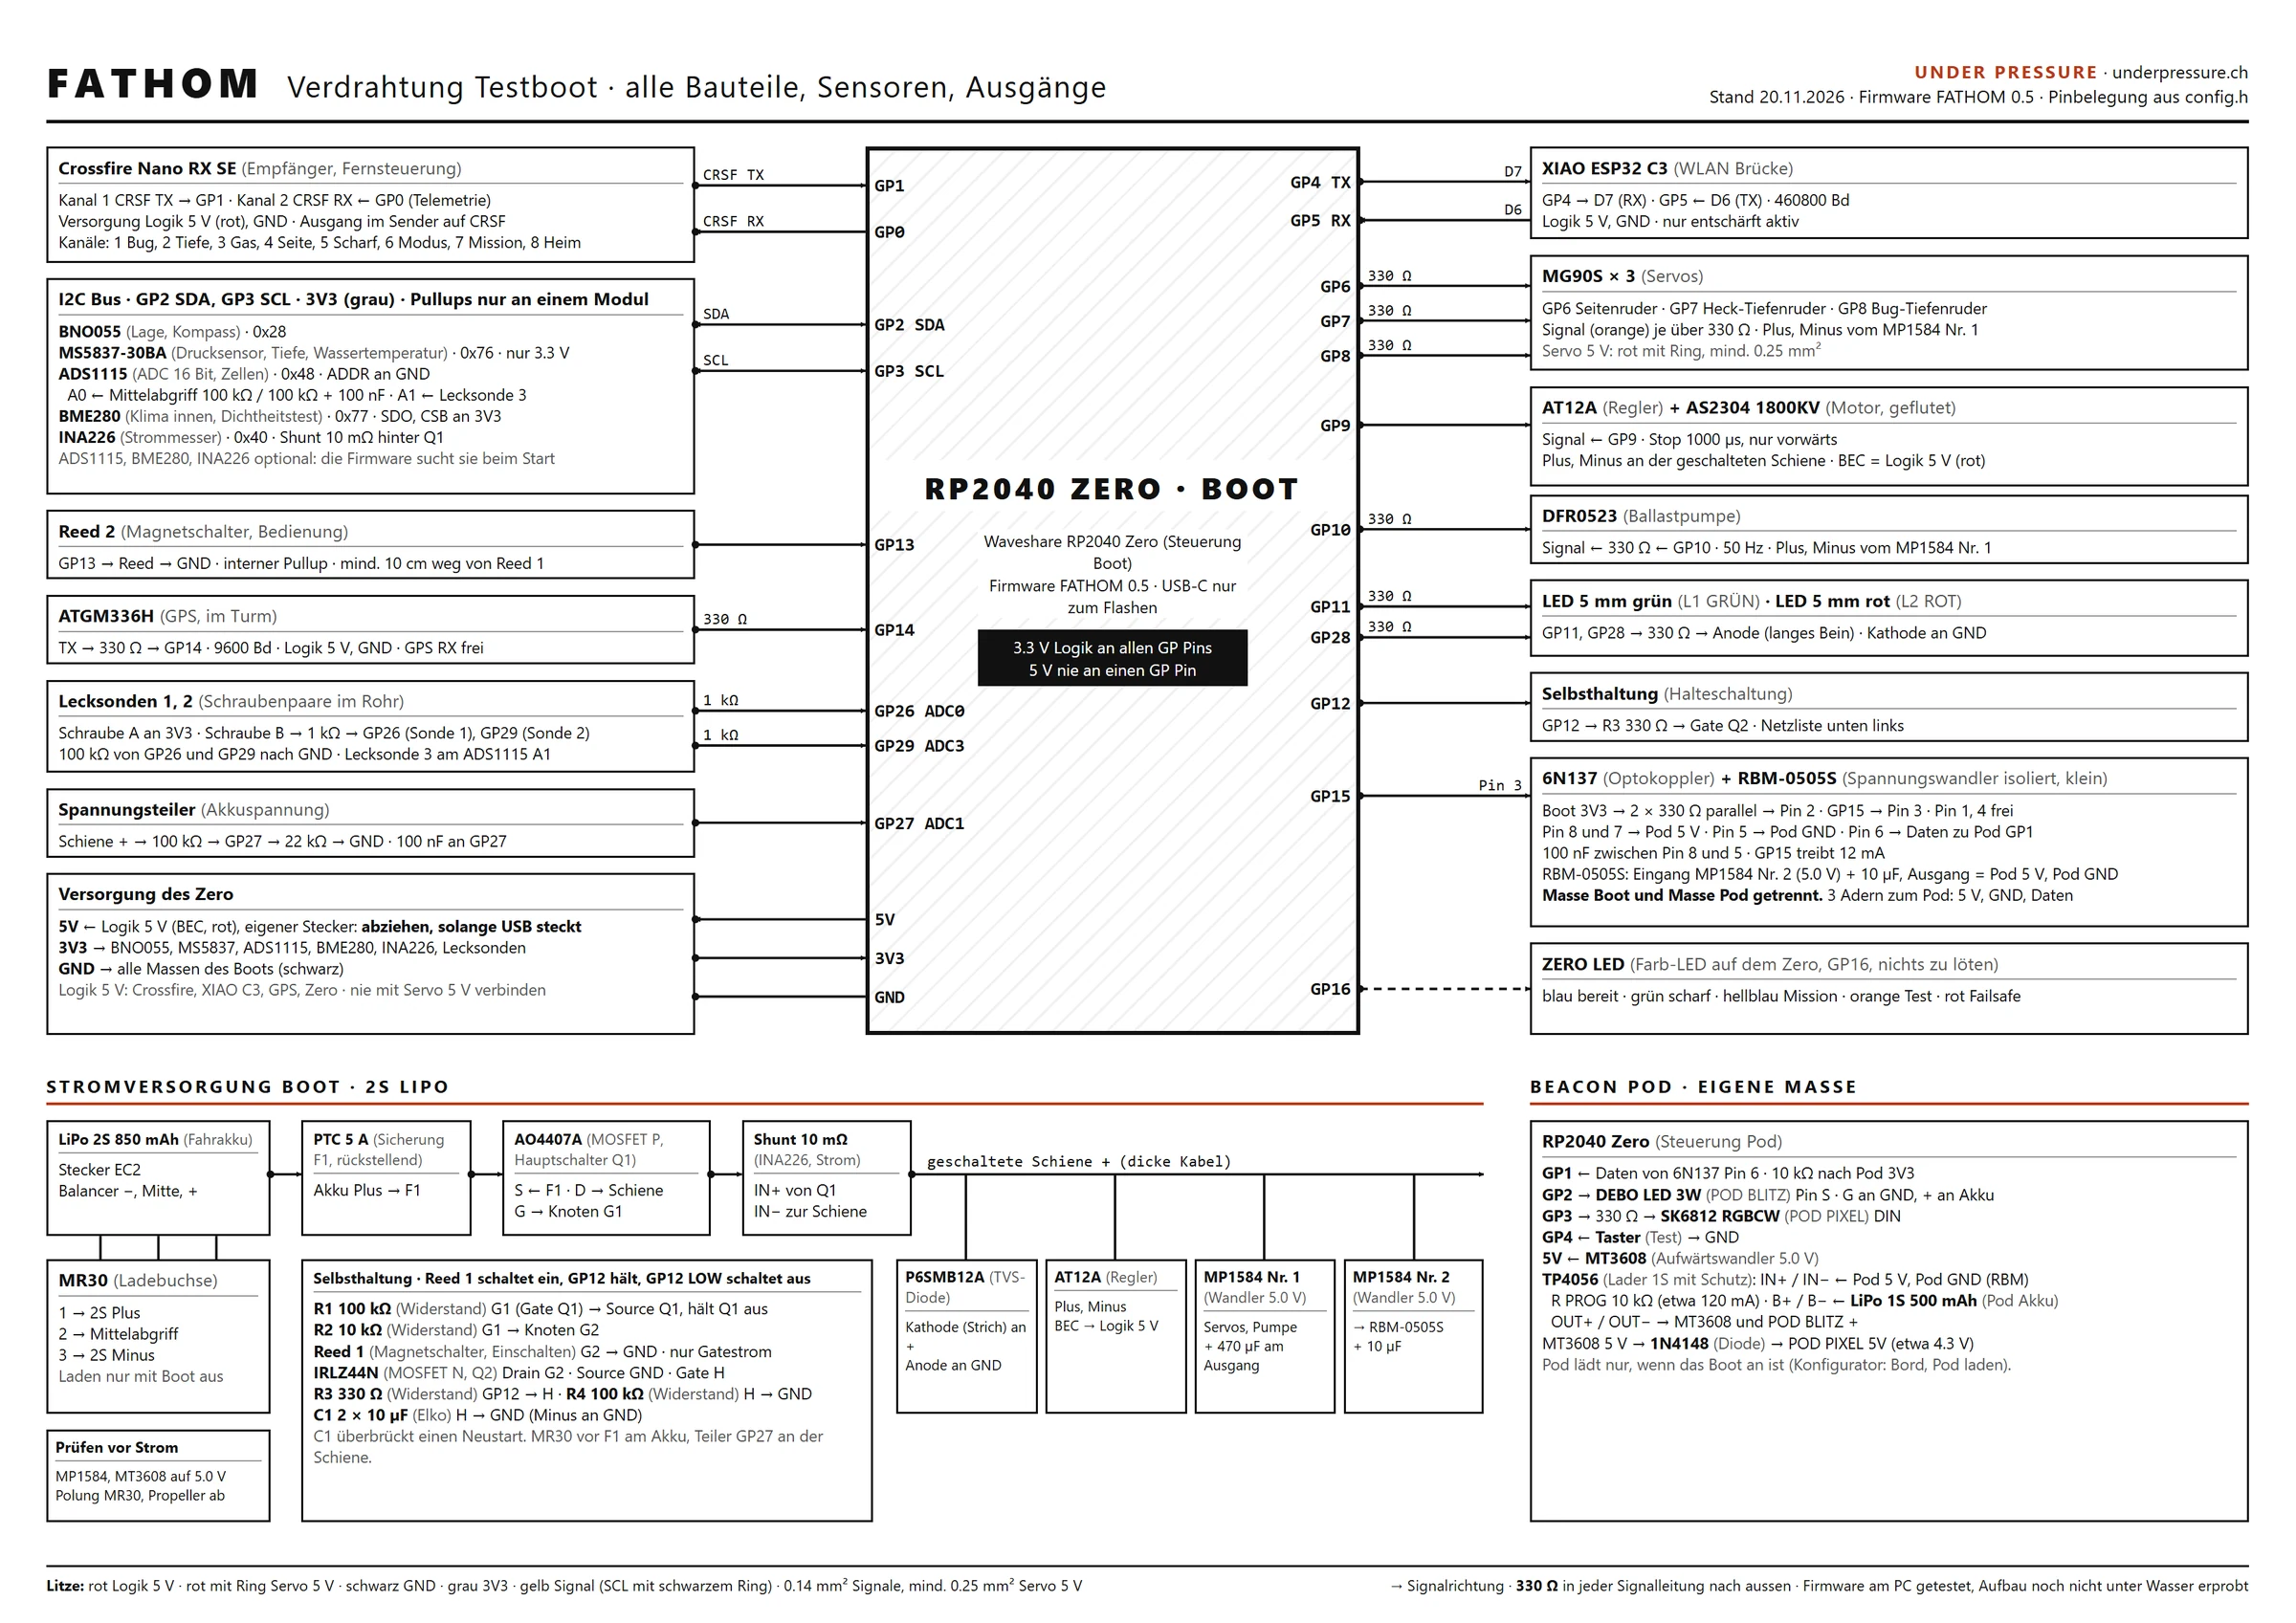 FATHOM Verdrahtung Testboot · alle Bauteile, Sensoren, Ausgänge
UNDER PRESSURE · underpressure.ch
Stand 20.11.2026 · Firmware FATHOM 0.5 · Pinbelegung aus config.h
Crossfire Nano RX SE (Empfänger, Fernsteuerung)
Kanal 1 CRSF TX → GP1 · Kanal 2 CRSF RX ← GP0 (Telemetrie)
Versorgung Logik 5 V (rot), GND · Ausgang im Sender auf CRSF
Kanäle: 1 Bug, 2 Tiefe, 3 Gas, 4 Seite, 5 Scharf, 6 Modus, 7 Mission, 8 Heim
CRSF TX
CRSF RX
I2C Bus · GP2 SDA, GP3 SCL · 3V3 (grau) · Pullups nur an einem Modul
BNO055 (Lage, Kompass) · 0x28
MS5837-30BA (Drucksensor, Tiefe, Wassertemperatur) · 0x76 · nur 3.3 V
ADS1115 (ADC 16 Bit, Zellen) · 0x48 · ADDR an GND
A0 ← Mittelabgriff 100 kΩ / 100 kΩ + 100 nF · A1 ← Lecksonde 3
BME280 (Klima innen, Dichtheitstest) · 0x77 · SDO, CSB an 3V3
INA226 (Strommesser) · 0x40 · Shunt 10 mΩ hinter Q1
ADS1115, BME280, INA226 optional: die Firmware sucht sie beim Start
SDA
SCL
Reed 2 (Magnetschalter, Bedienung)
GP13 → Reed → GND · interner Pullup · mind. 10 cm weg von Reed 1
ATGM336H (GPS, im Turm)
TX → 330 Ω → GP14 · 9600 Bd · Logik 5 V, GND · GPS RX frei
330 Ω
Lecksonden 1, 2 (Schraubenpaare im Rohr)
Schraube A an 3V3 · Schraube B → 1 kΩ → GP26 (Sonde 1), GP29 (Sonde 2)
100 kΩ von GP26 und GP29 nach GND · Lecksonde 3 am ADS1115 A1
1 kΩ
1 kΩ
Spannungsteiler (Akkuspannung)
Schiene + → 100 kΩ → GP27 → 22 kΩ → GND · 100 nF an GP27
Versorgung des Zero
5V ← Logik 5 V (BEC, rot), eigener Stecker: abziehen, solange USB steckt
3V3 → BNO055, MS5837, ADS1115, BME280, INA226, Lecksonden
GND → alle Massen des Boots (schwarz)
Logik 5 V: Crossfire, XIAO C3, GPS, Zero · nie mit Servo 5 V verbinden
GP1
GP0
GP2 SDA
GP3 SCL
GP13
GP14
GP26 ADC0
GP29 ADC3
GP27 ADC1
5V
3V3
GND
RP2040 ZERO · BOOT
Waveshare RP2040 Zero (Steuerung
Boot)
Firmware FATHOM 0.5 · USB-C nur
zum Flashen
3.3 V Logik an allen GP Pins
5 V nie an einen GP Pin
GP4 TX
GP5 RX
GP6
GP7
GP8
GP9
GP10
GP11
GP28
GP12
GP15
GP16
D7
D6
330 Ω
330 Ω
330 Ω
330 Ω
330 Ω
330 Ω
Pin 3
XIAO ESP32 C3 (WLAN Brücke)
GP4 → D7 (RX) · GP5 ← D6 (TX) · 460800 Bd
Logik 5 V, GND · nur entschärft aktiv
MG90S × 3 (Servos)
GP6 Seitenruder · GP7 Heck-Tiefenruder · GP8 Bug-Tiefenruder
Signal (orange) je über 330 Ω · Plus, Minus vom MP1584 Nr. 1
Servo 5 V: rot mit Ring, mind. 0.25 mm²
AT12A (Regler) + AS2304 1800KV (Motor, geflutet)
Signal ← GP9 · Stop 1000 µs, nur vorwärts
Plus, Minus an der geschalteten Schiene · BEC = Logik 5 V (rot)
DFR0523 (Ballastpumpe)
Signal ← 330 Ω ← GP10 · 50 Hz · Plus, Minus vom MP1584 Nr. 1
LED 5 mm grün (L1 GRÜN) · LED 5 mm rot (L2 ROT)
GP11, GP28 → 330 Ω → Anode (langes Bein) · Kathode an GND
Selbsthaltung (Halteschaltung)
GP12 → R3 330 Ω → Gate Q2 · Netzliste unten links
6N137 (Optokoppler) + RBM-0505S (Spannungswandler isoliert, klein)
Boot 3V3 → 2 × 330 Ω parallel → Pin 2 · GP15 → Pin 3 · Pin 1, 4 frei
Pin 8 und 7 → Pod 5 V · Pin 5 → Pod GND · Pin 6 → Daten zu Pod GP1
100 nF zwischen Pin 8 und 5 · GP15 treibt 12 mA
RBM-0505S: Eingang MP1584 Nr. 2 (5.0 V) + 10 µF, Ausgang = Pod 5 V, Pod GND
Masse Boot und Masse Pod getrennt. 3 Adern zum Pod: 5 V, GND, Daten
ZERO LED (Farb-LED auf dem Zero, GP16, nichts zu löten)
blau bereit · grün scharf · hellblau Mission · orange Test · rot Failsafe
STROMVERSORGUNG BOOT · 2S LIPO
LiPo 2S 850 mAh (Fahrakku)
Stecker EC2
Balancer −, Mitte, +
PTC 5 A (Sicherung
F1, rückstellend)
Akku Plus → F1
AO4407A (MOSFET P,
Hauptschalter Q1)
S ← F1 · D → Schiene
G → Knoten G1
Shunt 10 mΩ
(INA226, Strom)
IN+ von Q1
IN− zur Schiene
geschaltete Schiene + (dicke Kabel)
MR30 (Ladebuchse)
1 → 2S Plus
2 → Mittelabgriff
3 → 2S Minus
Laden nur mit Boot aus
Prüfen vor Strom
MP1584, MT3608 auf 5.0 V
Polung MR30, Propeller ab
Selbsthaltung · Reed 1 schaltet ein, GP12 hält, GP12 LOW schaltet aus
R1 100 kΩ (Widerstand) G1 (Gate Q1) → Source Q1, hält Q1 aus
R2 10 kΩ (Widerstand) G1 → Knoten G2
Reed 1 (Magnetschalter, Einschalten) G2 → GND · nur Gatestrom
IRLZ44N (MOSFET N, Q2) Drain G2 · Source GND · Gate H
R3 330 Ω (Widerstand) GP12 → H · R4 100 kΩ (Widerstand) H → GND
C1 2 × 10 µF (Elko) H → GND (Minus an GND)
C1 überbrückt einen Neustart. MR30 vor F1 am Akku, Teiler GP27 an der
Schiene.
P6SMB12A (TVS-
Diode)
Kathode (Strich) an
+
Anode an GND
AT12A (Regler)
Plus, Minus
BEC → Logik 5 V
MP1584 Nr. 1
(Wandler 5.0 V)
Servos, Pumpe
+ 470 µF am
Ausgang
MP1584 Nr. 2
(Wandler 5.0 V)
→ RBM-0505S
+ 10 µF
BEACON POD · EIGENE MASSE
RP2040 Zero (Steuerung Pod)
GP1 ← Daten von 6N137 Pin 6 · 10 kΩ nach Pod 3V3
GP2 → DEBO LED 3W (POD BLITZ) Pin S · G an GND, + an Akku
GP3 → 330 Ω → SK6812 RGBCW (POD PIXEL) DIN
GP4 ← Taster (Test) → GND
5V ← MT3608 (Aufwärtswandler 5.0 V)
TP4056 (Lader 1S mit Schutz): IN+ / IN− ← Pod 5 V, Pod GND (RBM)
R PROG 10 kΩ (etwa 120 mA) · B+ / B− ← LiPo 1S 500 mAh (Pod Akku)
OUT+ / OUT− → MT3608 und POD BLITZ +
MT3608 5 V → 1N4148 (Diode) → POD PIXEL 5V (etwa 4.3 V)
Pod lädt nur, wenn das Boot an ist (Konfigurator: Bord, Pod laden).
Litze: rot Logik 5 V · rot mit Ring Servo 5 V · schwarz GND · grau 3V3 · gelb Signal (SCL mit schwarzem Ring) · 0.14 mm² Signale, mind. 0.25 mm² Servo 5 V
→ Signalrichtung · 330 Ω in jeder Signalleitung nach aussen · Firmware am PC getestet, Aufbau noch nicht unter Wasser erprobt